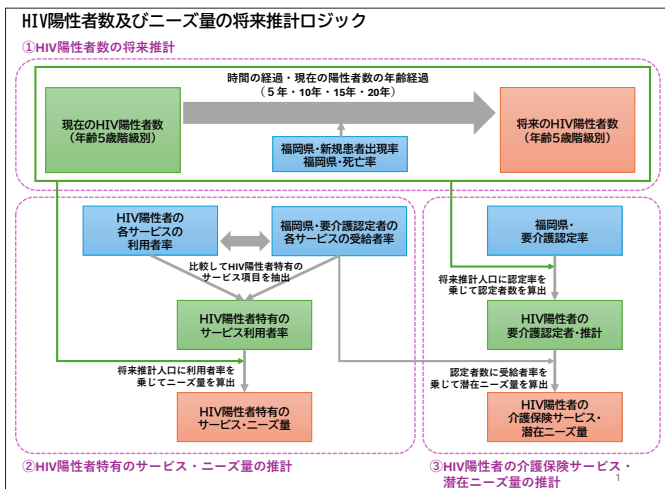 HIV陽性者数及びニーズ量の将来推計ロジック
①HIV陽性者数の将来推計
時間の経過・現在の陽性者数の年齢経過
（５年・10年・15年・20年）
現在のHIV陽性者数
（年齢5歳階級別）
将来のHIV陽性者数
（年齢5歳階級別）
福岡県・新規患者出現率
福岡県・死亡率
HIV陽性者の
各サービスの
利用者率
福岡県・要介護認定者の
各サービスの受給者率
福岡県・
要介護認定率
比較してHIV陽性者特有の
サービス項目を抽出
将来推計人口に認定率を
乗じて認定者数を算出
HIV陽性者特有の
サービス利用者率
HIV陽性者の
要介護認定者・推計
将来推計人口に利用者率を
乗じてニーズ量を算出
認定者数に受給者率を
乗じて潜在ニーズ量を算出
HIV陽性者特有の
サービス・ニーズ量
HIV陽性者の
介護保険サービス・
潜在ニーズ量
②HIV陽性者特有のサービス・ニーズ量の推計
③HIV陽性者の介護保険サービス・
潜在ニーズ量の推計
1